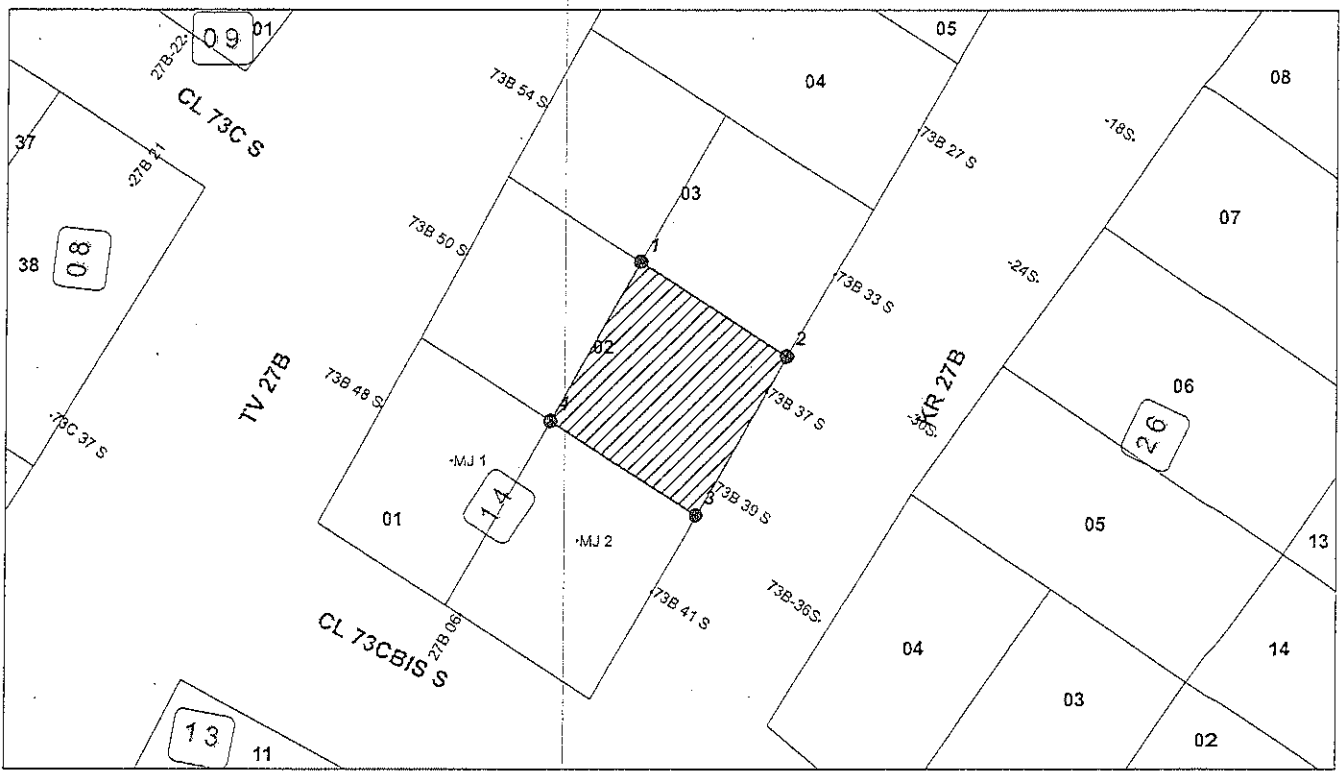 09
01
27B-22
CL 73C S
37
27B 21
08
38
73C 37 S
TV 27B
73B 54 S
73B 50 S
73B 48 S
05
04
03
73B 27 S
73B 33 S
1
2
02
73B 37 S
73B 39 S
3
MJ 1
14
01
MJ 2
73B 41 S
27B 06
CL 73CBIS S
13
11
KR 27B
-18S
-24S
-30S
73B-36S
08
07
06
26
05
13
04
03
14
02